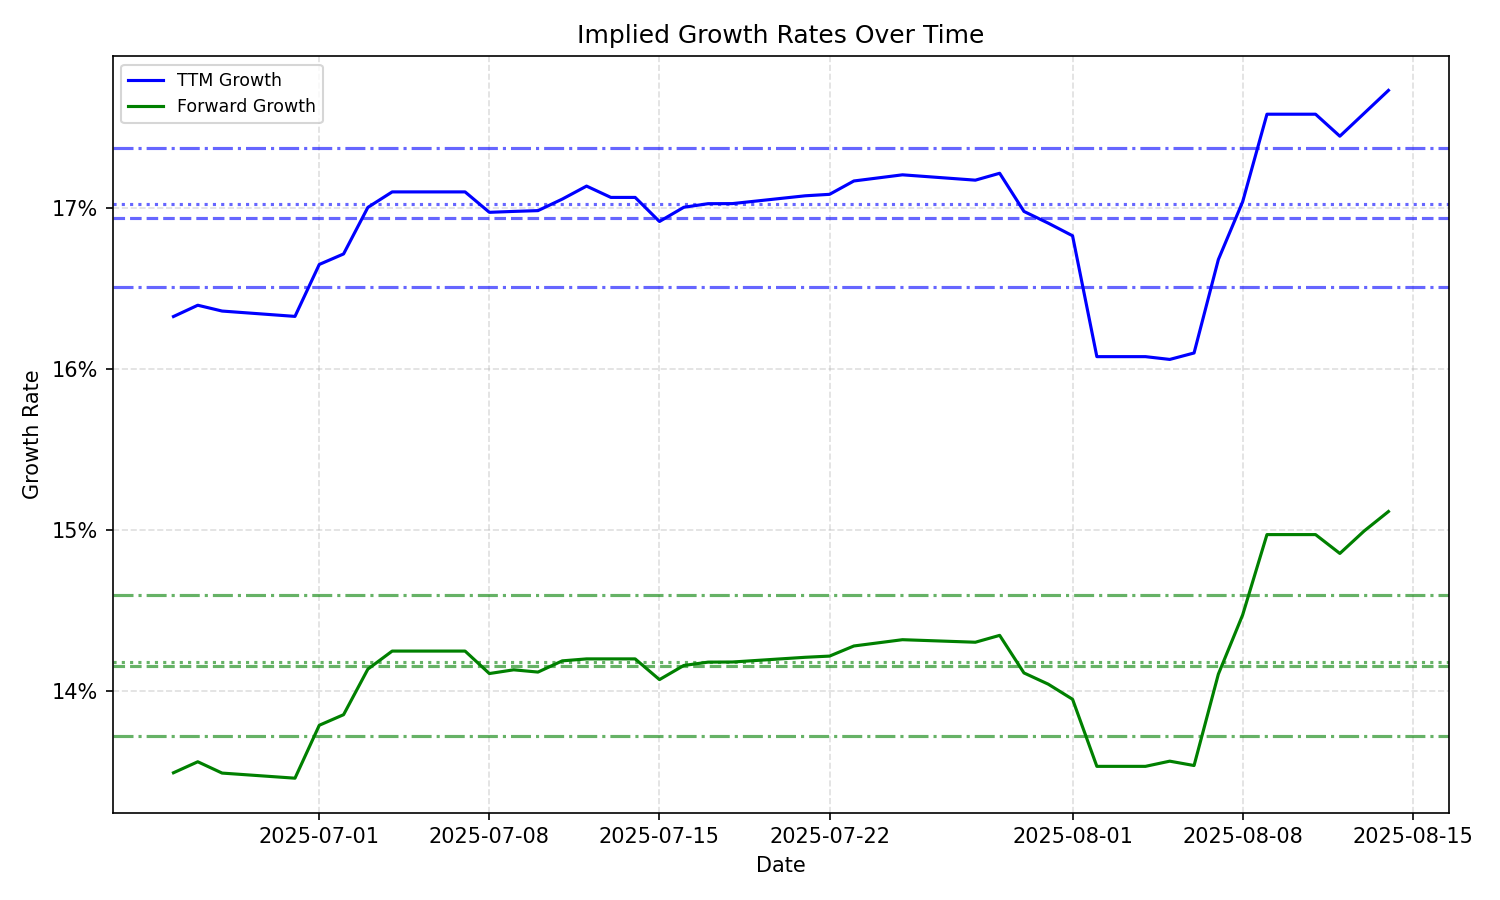 Implied Growth Rates Over Time
TTM Growth
Forward Growth
17%
16%
15%
14%
Growth Rate
2025-07-01
2025-07-08
2025-07-15
2025-07-22
2025-08-01
2025-08-08
2025-08-15
Date